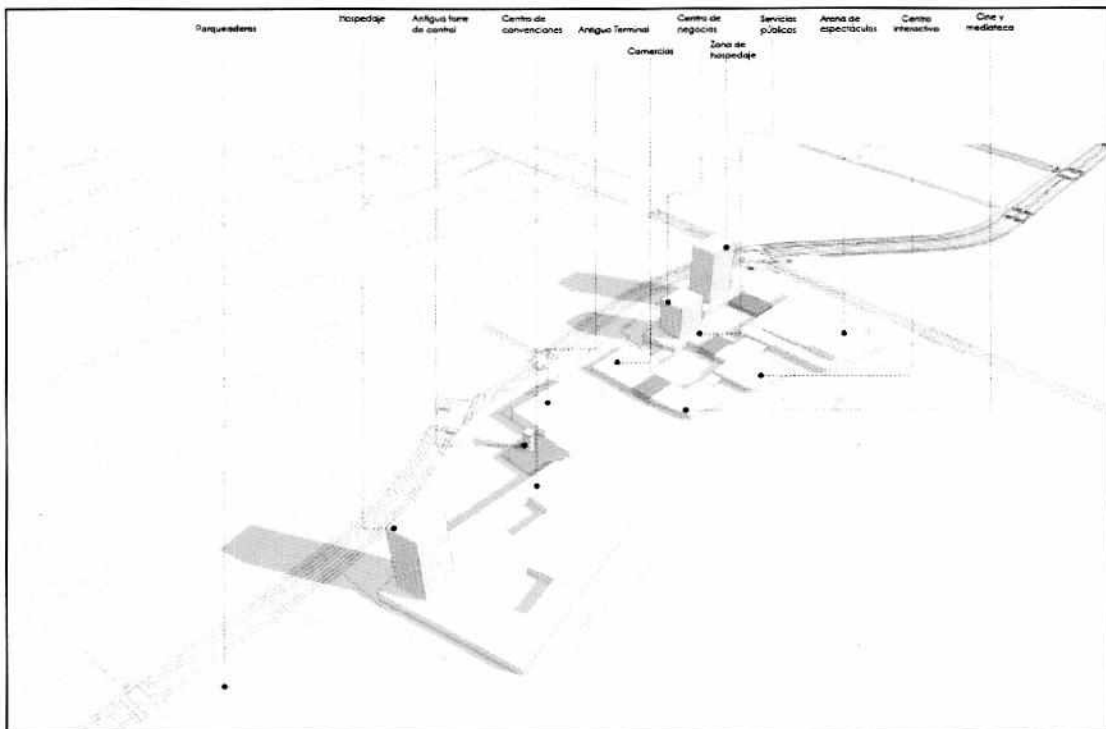 Parqueaderos
Hospedaje
Antigua torre
de control
Centro de
convenciones
Antiguo Terminal
Comercios
Centro de
negocios
Zona de
hospedaje
Servicios
públicos
Arena de
espectáculos
Centro
interactivo
Cine y
mediateca